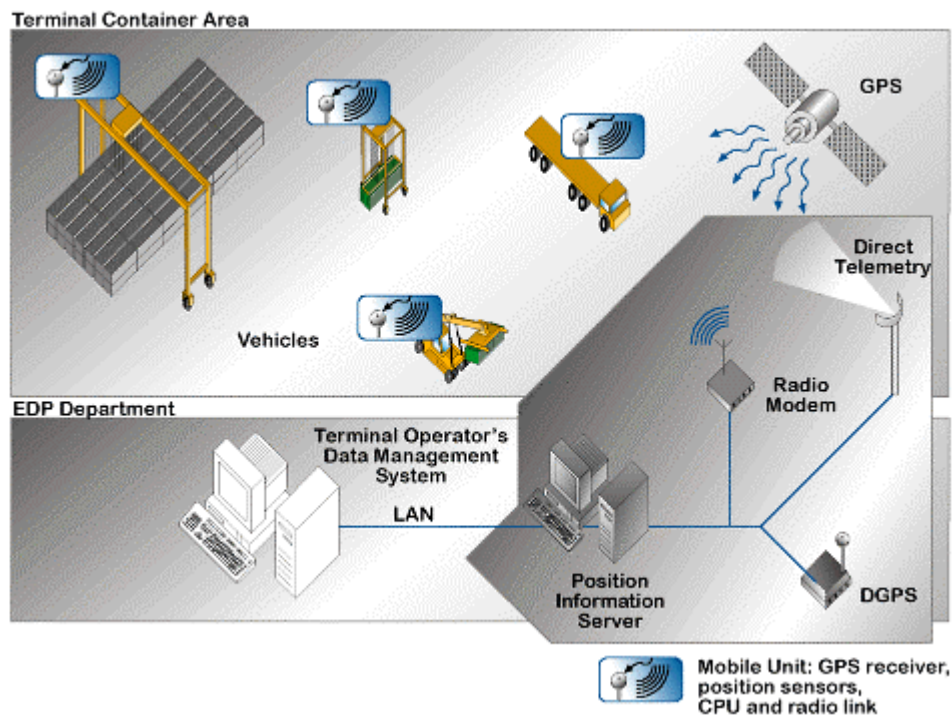 Terminal Container Area
GPS
Direct
Telemetry
Vehicles
Radio
Modem
EDP Department
Terminal Operator's
Data Management
System
LAN
Position
Information
Server
DGPS
Mobile Unit: GPS receiver,
position sensors,
CPU and radio link